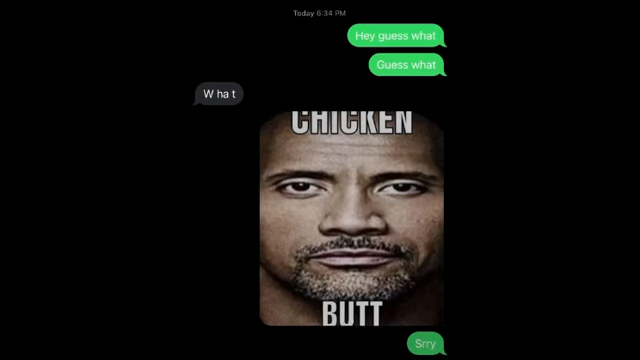 Today 6:34 PM
Hey guess what
Guess what
W ha t
CHICKEN
BUTT
Srry